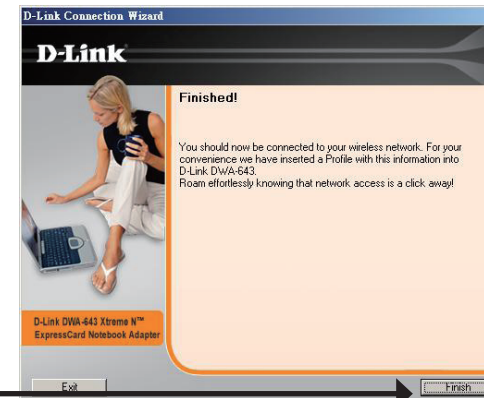 D-Link Connection Wizard
D-Link
Finished!
You should now be connected to your wireless network. For your
convenience we have inserted a Profile with this information into
D-Link DWA-643.
Roam effortlessly knowing that network access is a click away!
D-Link DWA-643 Xtreme N™
ExpressCard Notebook Adapter
Exit
Finish